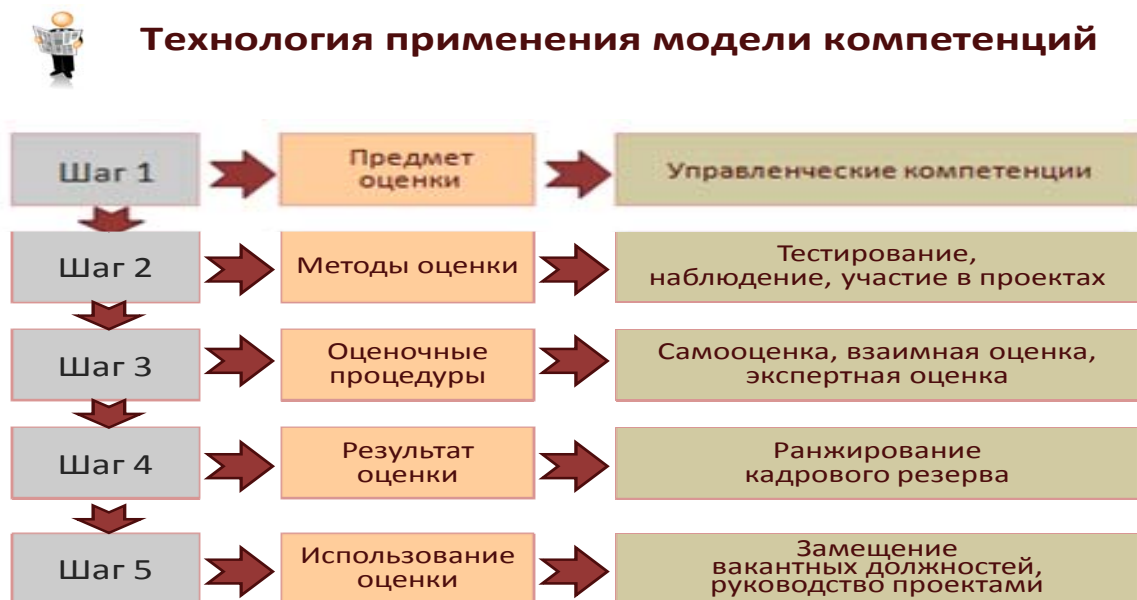 Технология применения модели компетенций
Шаг 1
Предмет
оценки
Управленческие компетенции
Шаг 2
Методы оценки
Тестирование,
наблюдение, участие в проектах
Шаг 3
Оценочные
процедуры
Самооценка, взаимная оценка,
экспертная оценка
Шаг 4
Результат
оценки
Ранжирование
кадрового резерва
Шаг 5
Использование
оценки
Замещение
вакантных должностей,
руководство проектами